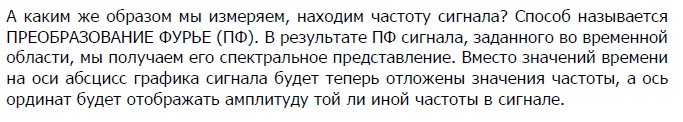 А каким же образом мы измеряем, находим частоту сигнала? Способ называется
ПРЕОБРАЗОВАНИЕ ФУРЬЕ (ПФ). В результате ПФ сигнала, заданного во временной
области, мы получаем его спектральное представление. Вместо значений времени
на оси абсцисс графика сигнала будет теперь отложены значения частоты, а ось
ординат будет отображать амплитуду той ли иной частоты в сигнале.